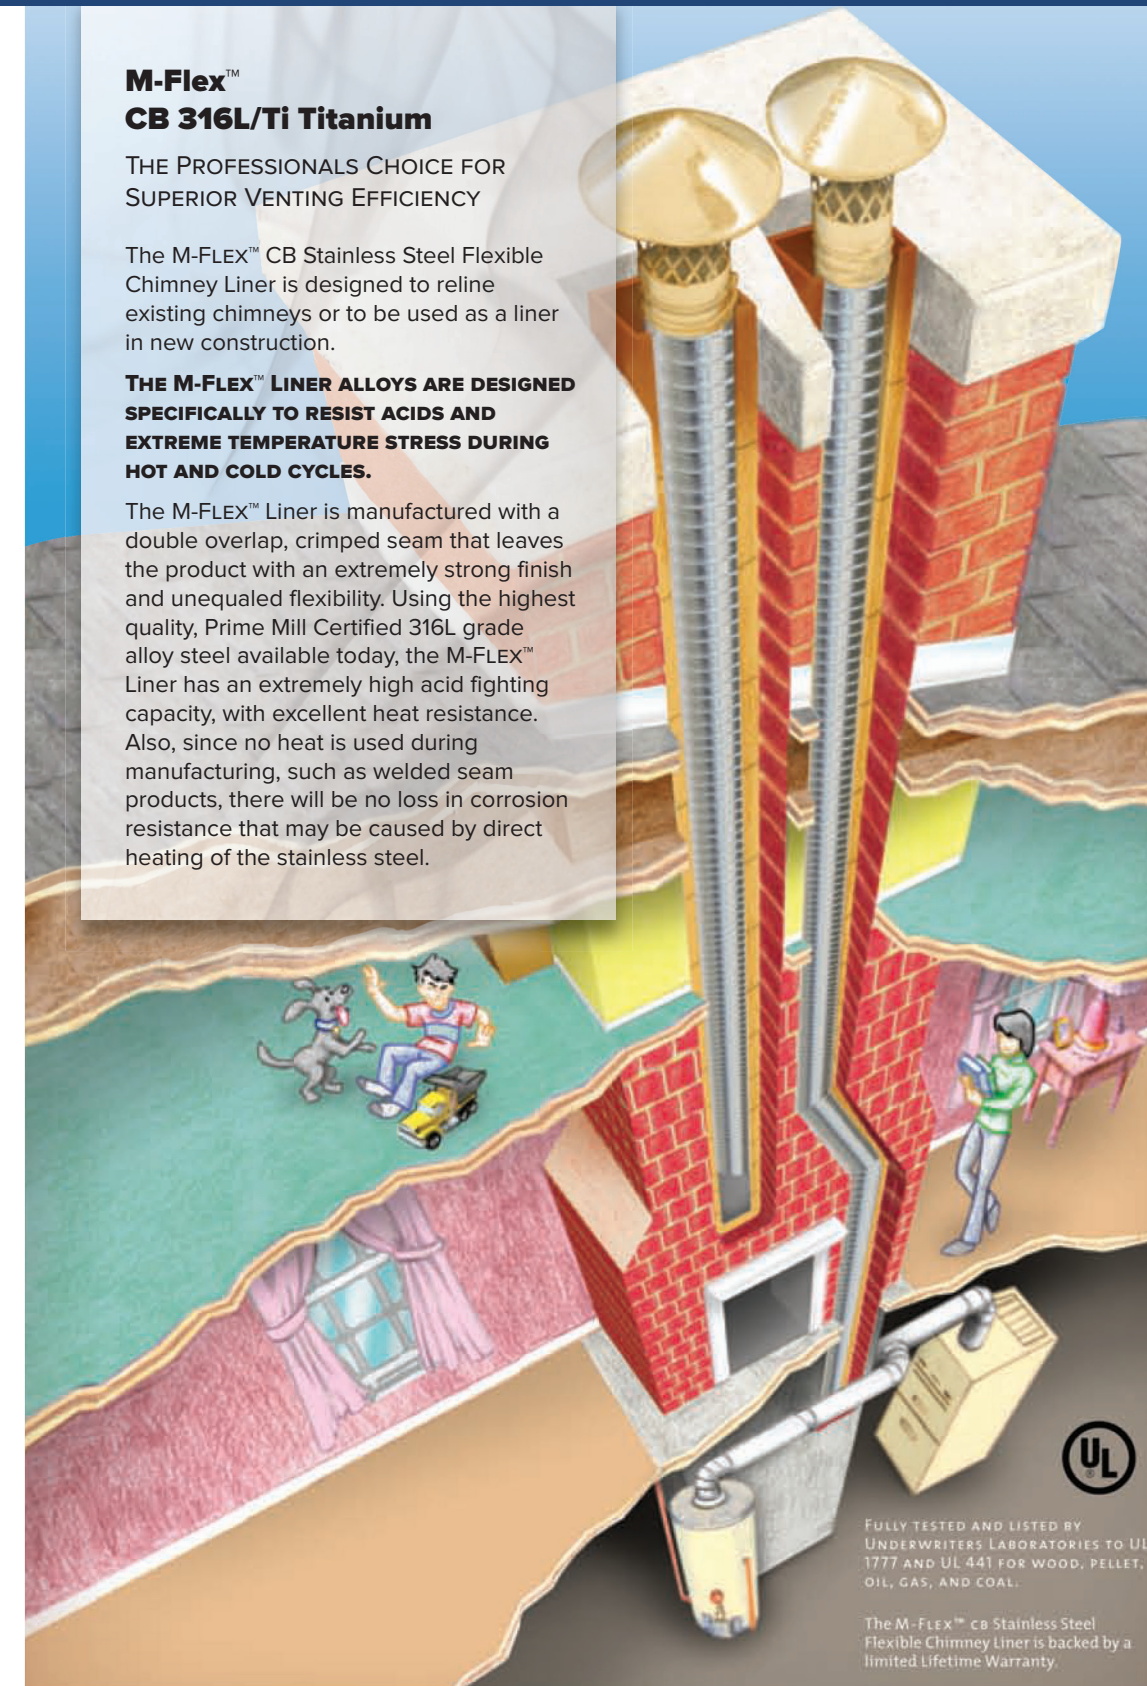 M-Flex™
CB 316L/Ti Titanium
The Professionals Choice for
Superior Venting Efficiency
The M-Flex™ CB Stainless Steel Flexible
Chimney Liner is designed to reline
existing chimneys or to be used as a liner
in new construction.
The M-Flex™ Liner alloys are designed
specifically to resist acids and
extreme temperature stress during
hot and cold cycles.
The M-Flex™ Liner is manufactured with a
double overlap, crimped seam that leaves
the product with an extremely strong finish
and unequaled flexibility. Using the highest
quality, Prime Mill Certified 316L grade
alloy steel available today, the M-Flex™
Liner has an extremely high acid fighting
capacity, with excellent heat resistance.
Also, since no heat is used during
manufacturing, such as welded seam
products, there will be no loss in corrosion
resistance that may be caused by direct
heating of the stainless steel.
UL
®
Fully tested and listed by
Underwriters Laboratories to UL
1777 and UL 441 for wood, pellet,
oil, gas, and coal.
The M-Flex™ CB Stainless Steel
Flexible Chimney Liner is backed by a
limited Lifetime Warranty.